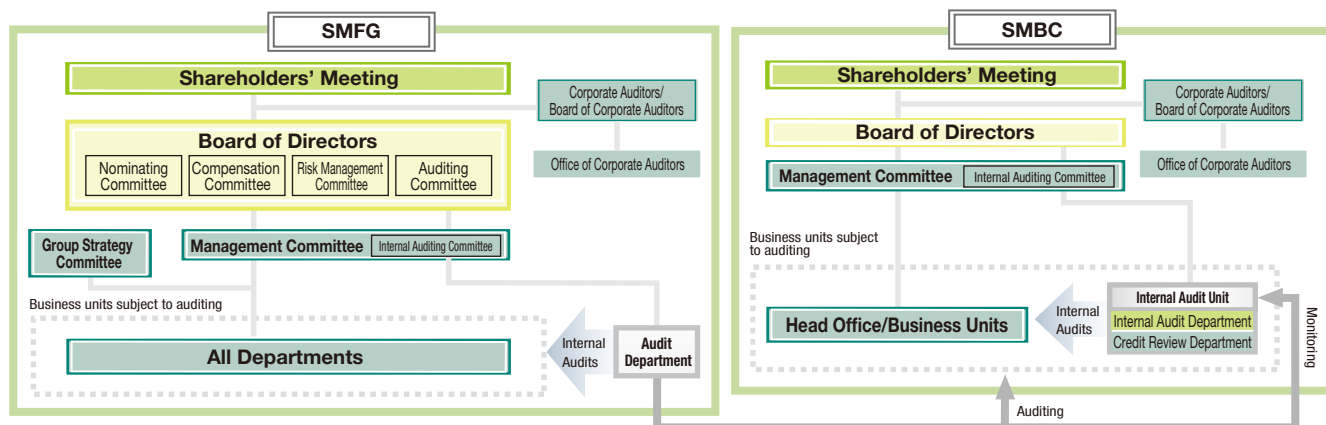 SMFG
Shareholders' Meeting
Corporate Auditors/
Board of Corporate Auditors
Board of Directors
Nominating
Committee
Compensation
Committee
Risk Management
Committee
Auditing
Committee
Office of Corporate Auditors
Group Strategy
Committee
Management Committee
Internal Auditing Committee
Business units subject to auditing
All Departments
Internal
Audits
Audit
Department
SMBC
Shareholders' Meeting
Corporate Auditors/
Board of Corporate Auditors
Board of Directors
Office of Corporate Auditors
Management Committee
Internal Auditing Committee
Business units subject
to auditing
Head Office/Business Units
Internal
Audits
Internal Audit Unit
Internal Audit Department
Credit Review Department
Monitoring
Auditing